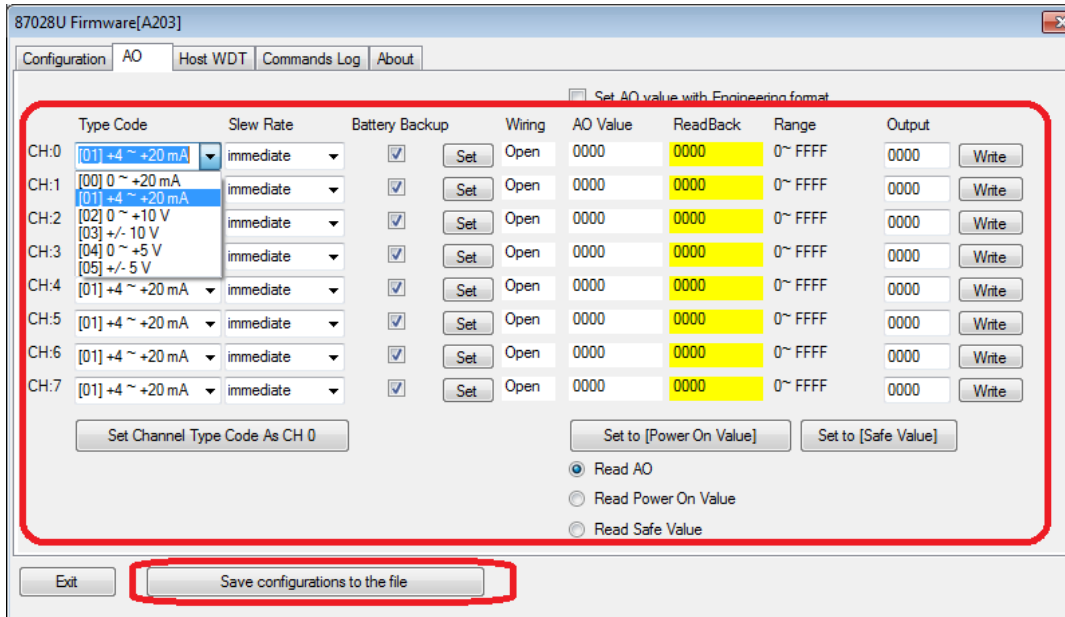 87028U Firmware[A203]
Configuration AO Host WDT Commands Log About
Set AO value with Engineering format
Type Code Slew Rate Battery Backup Wiring AO Value ReadBack Range Output
CH:0 [01] +4 ~ +20 mA immediate Set Open 0000 0000 0~ FFFF 0000 Write
[00] 0 ~ +20 mA
CH:1 [01] +4 ~ +20 mA immediate Set Open 0000 0000 0~ FFFF 0000 Write
CH:2 [02] 0 ~ +10 V immediate Set Open 0000 0000 0~ FFFF 0000 Write
[03] +/- 10 V
CH:3 [04] 0 ~ +5 V immediate Set Open 0000 0000 0~ FFFF 0000 Write
[05] +/- 5 V
CH:4 [01] +4 ~ +20 mA immediate Set Open 0000 0000 0~ FFFF 0000 Write
CH:5 [01] +4 ~ +20 mA immediate Set Open 0000 0000 0~ FFFF 0000 Write
CH:6 [01] +4 ~ +20 mA immediate Set Open 0000 0000 0~ FFFF 0000 Write
CH:7 [01] +4 ~ +20 mA immediate Set Open 0000 0000 0~ FFFF 0000 Write
Set Channel Type Code As CH 0 Set to [Power On Value] Set to [Safe Value]
Read AO
Read Power On Value
Read Safe Value
Exit Save configurations to the file